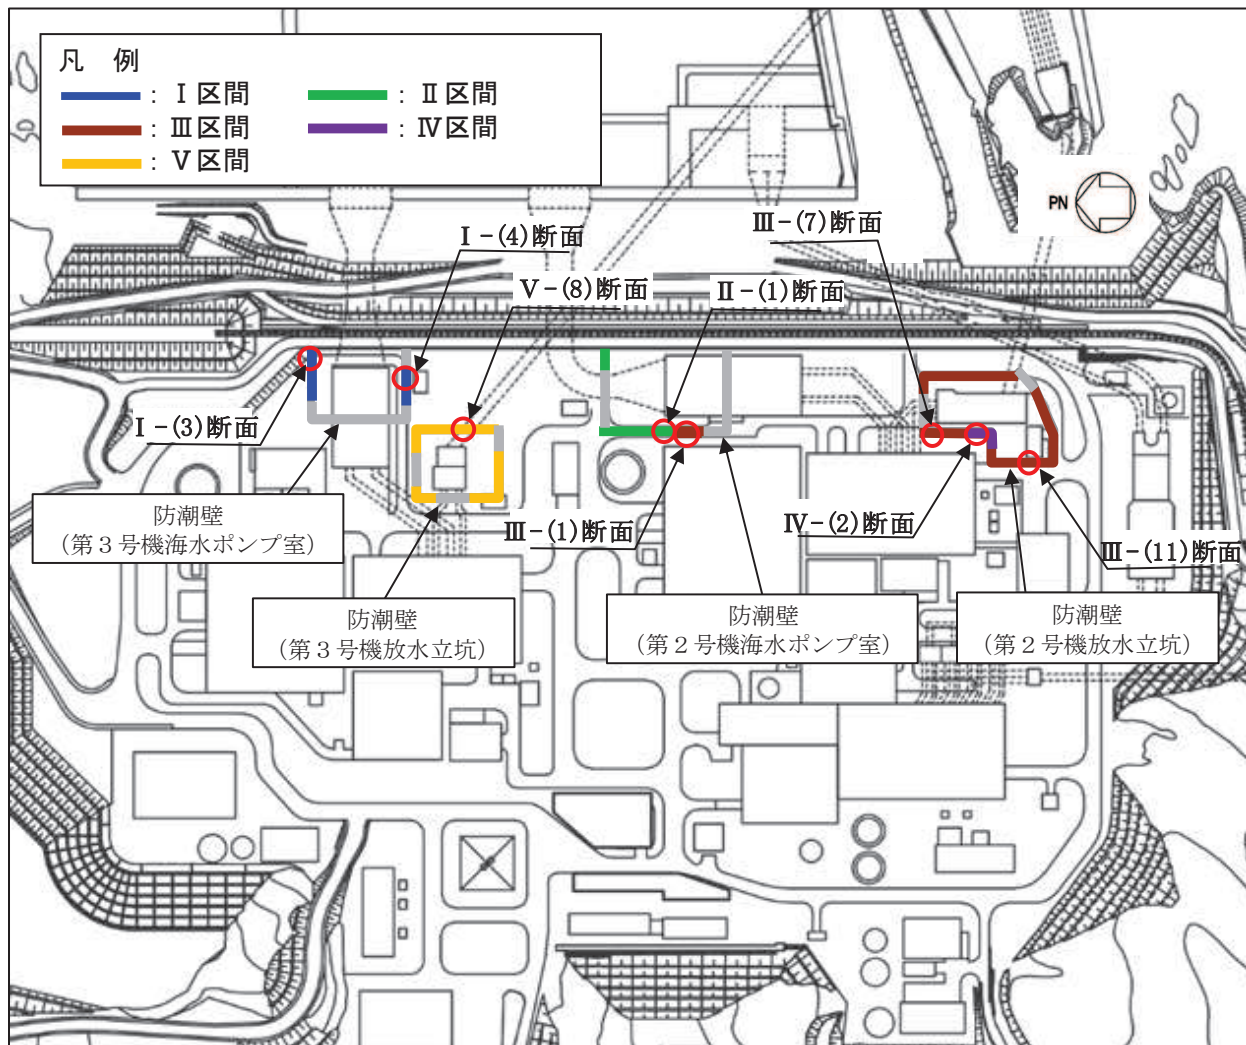 凡　例
：Ⅰ区間
：Ⅱ区間
：Ⅲ区間
：Ⅳ区間
：Ⅴ区間
PN
Ⅲ-(7)断面
Ⅰ-(4)断面
Ⅴ-(8)断面
Ⅱ-(1)断面
Ⅰ-(3)断面
Ⅲ-(1)断面
Ⅳ-(2)断面
Ⅲ-(11)断面
防潮壁
（第３号機海水ポンプ室）
防潮壁
（第３号機放水立坑）
防潮壁
（第２号機海水ポンプ室）
防潮壁
（第２号機放水立坑）